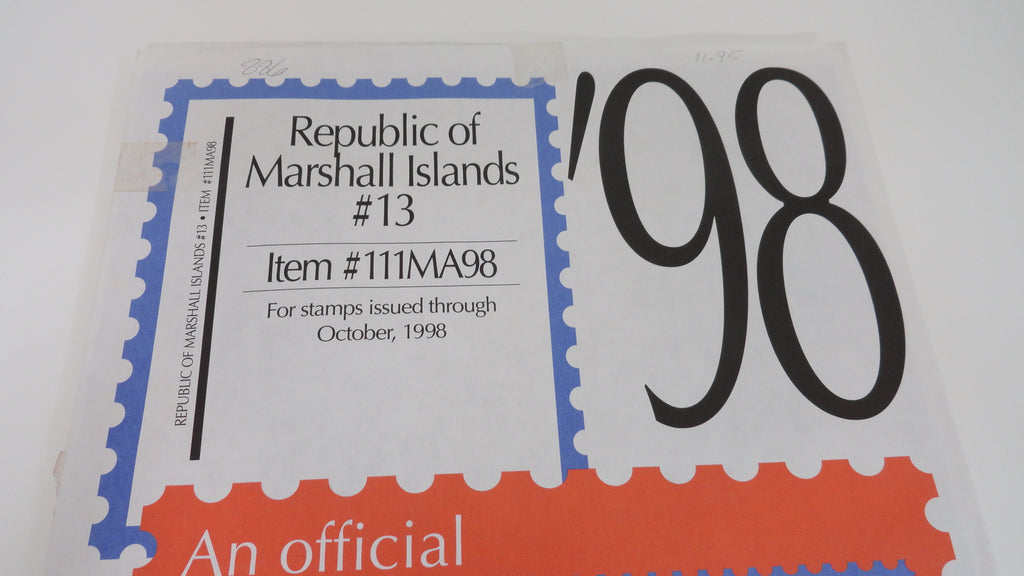 886
11.95
Republic of
Marshall Islands
#13
Item #111MA98
For stamps issued through
October, 1998
REPUBLIC OF MARSHALL ISLANDS #13 • ITEM #111MA98
'98
An official